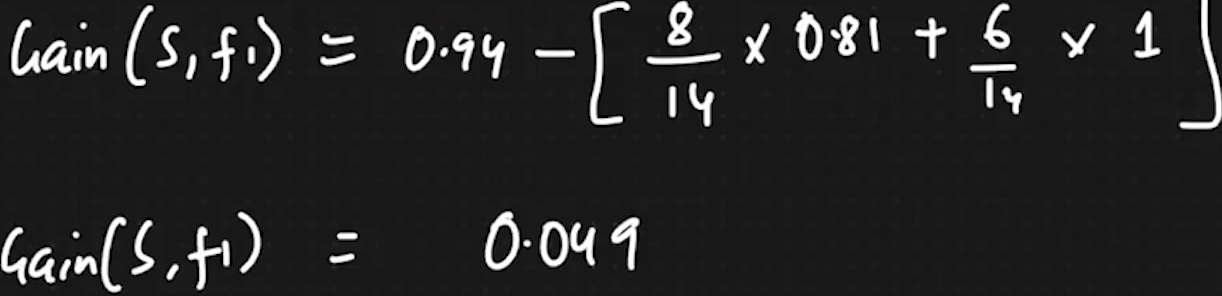 Gain (S, f1) = 0.94 - [ 8/14 x 0.81 + 6/14 x 1 ]
Gain(S, f1) = 0.049